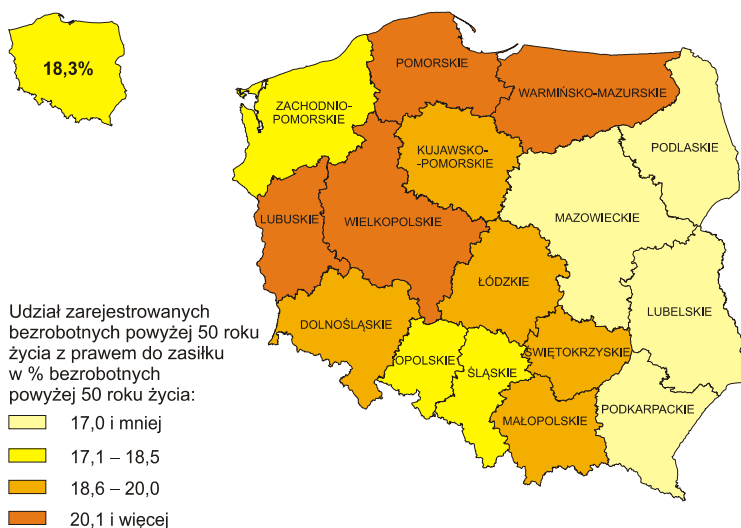 18,3%
POMORSKIE
WARMIŃSKO-MAZURSKIE
ZACHODNIO-
POMORSKIE
KUJAWSKO-
-POMORSKIE
PODLASKIE
LUBUSKIE
WIELKOPOLSKIE
MAZOWIECKIE
ŁÓDZKIE
LUBELSKIE
DOLNOŚLĄSKIE
OPOLSKIE
ŚLĄSKIE
ŚWIĘTOKRZYSKIE
MAŁOPOLSKIE
PODKARPACKIE
Udział zarejestrowanych
bezrobotnych powyżej 50 roku
życia z prawem do zasiłku
w % bezrobotnych
powyżej 50 roku życia:
17,0 i mniej
17,1 – 18,5
18,6 – 20,0
20,1 i więcej